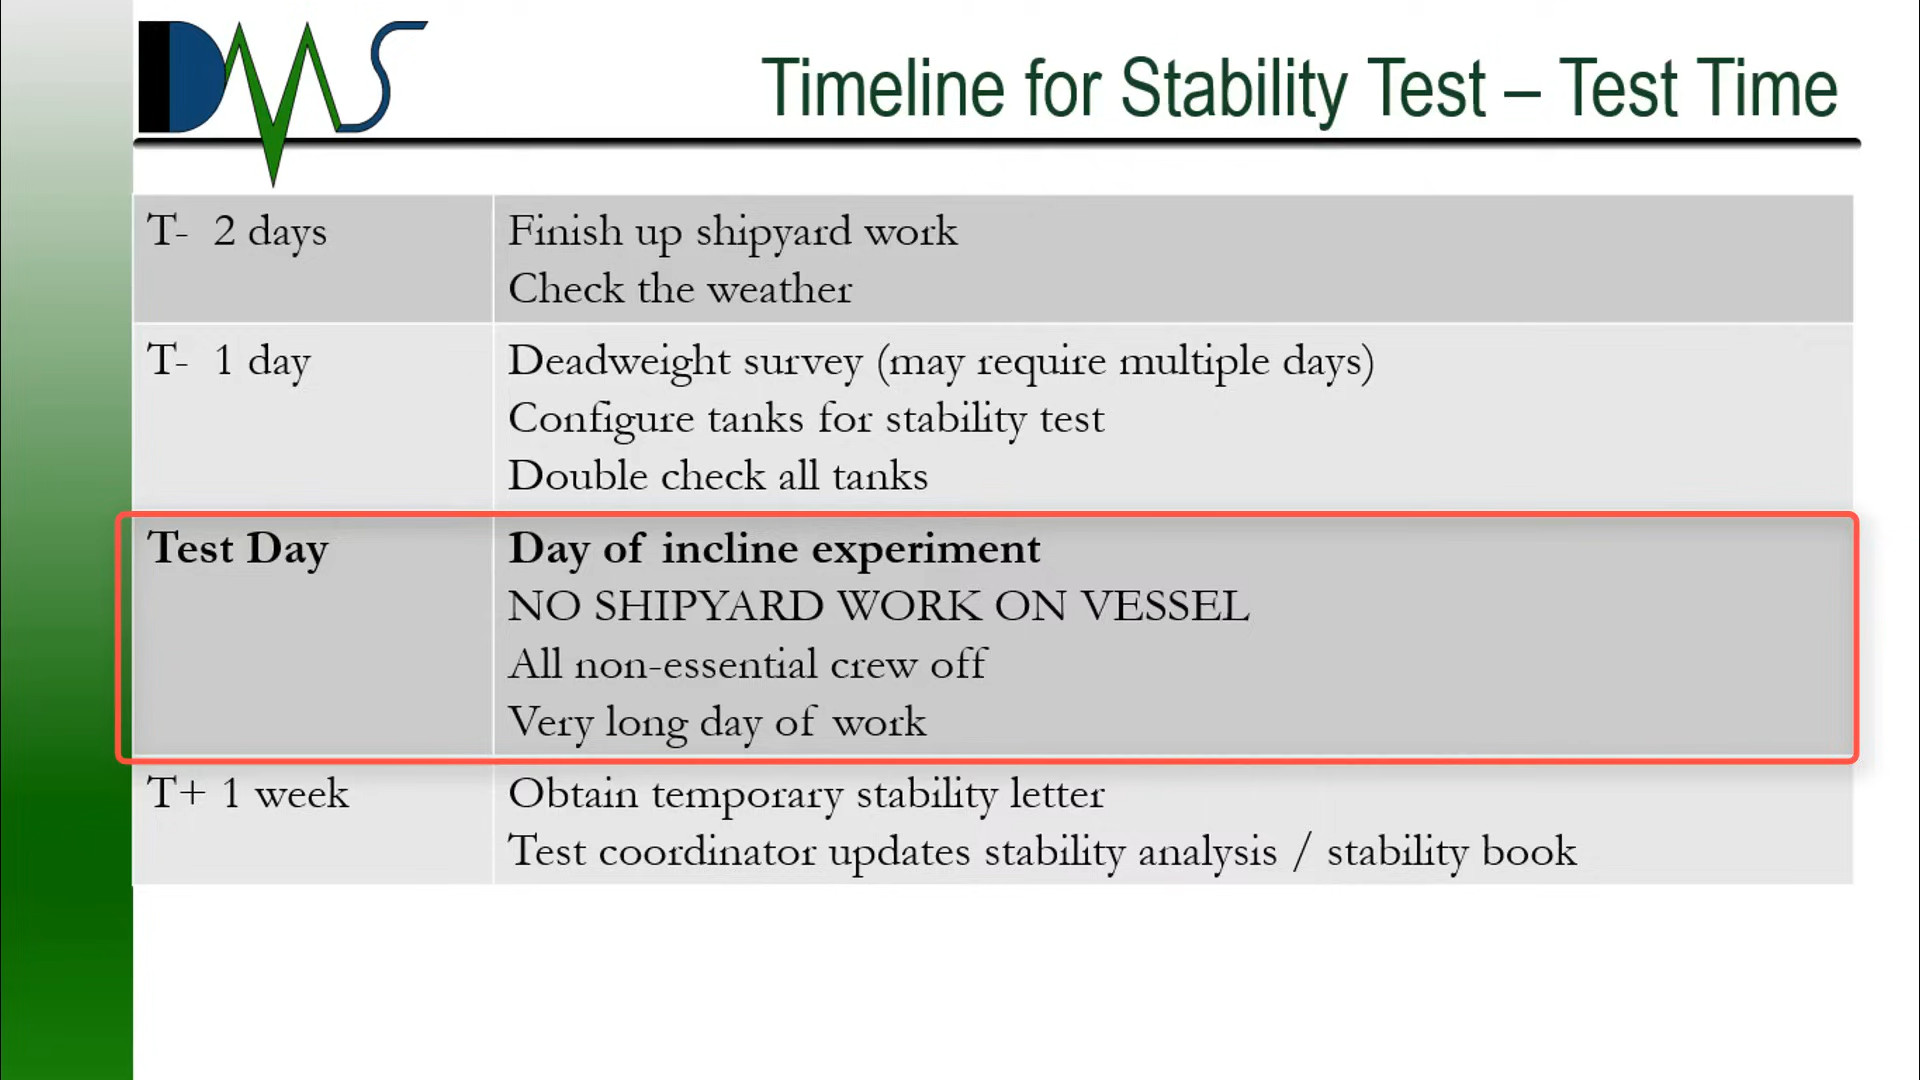 DMS
Timeline for Stability Test – Test Time
T- 2 days
Finish up shipyard work
Check the weather
T- 1 day
Deadweight survey (may require multiple days)
Configure tanks for stability test
Double check all tanks
Test Day
Day of incline experiment
NO SHIPYARD WORK ON VESSEL
All non-essential crew off
Very long day of work
T+ 1 week
Obtain temporary stability letter
Test coordinator updates stability analysis / stability book